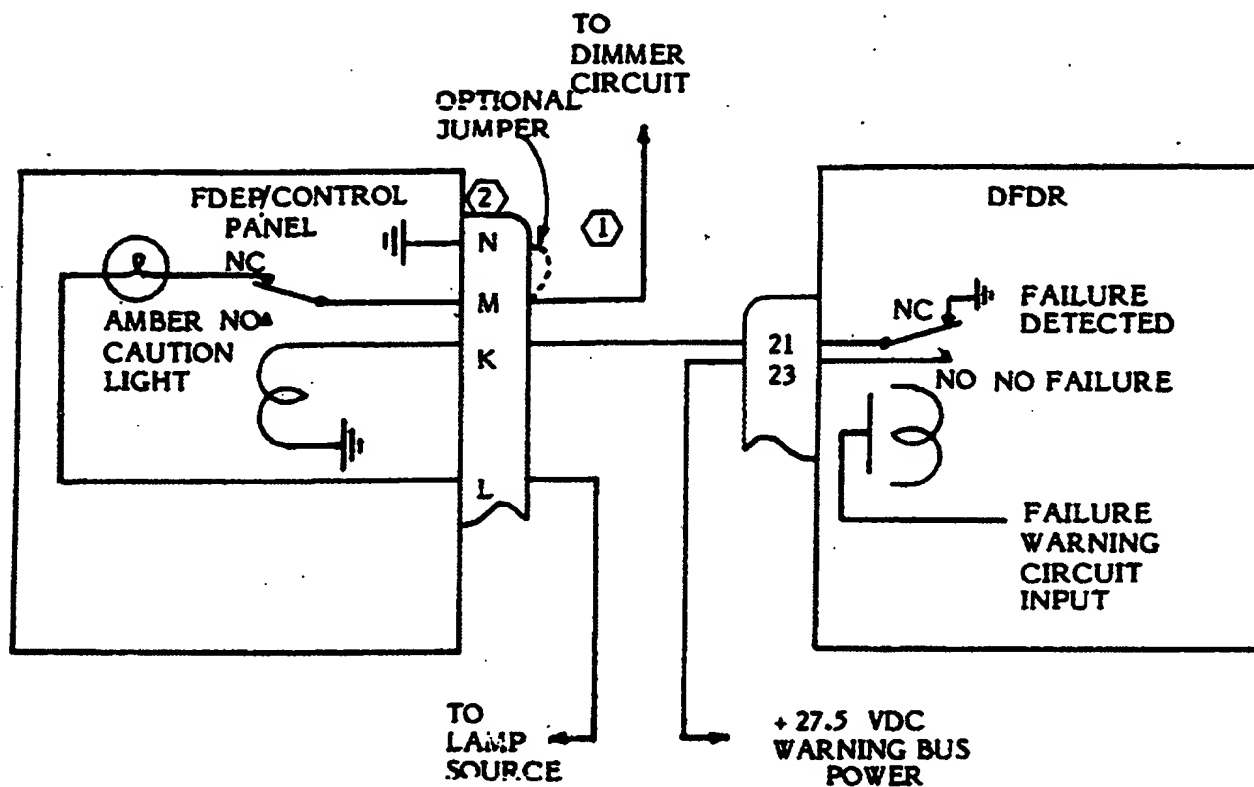 TO
DIMMER
CIRCUIT
OPTIONAL
JUMPER
FDEP/CONTROL
PANEL
2
1
DFDR
N
NC
M
AMBER NO
CAUTION
LIGHT
K
L
NC
FAILURE
DETECTED
21
23
NO NO FAILURE
FAILURE
WARNING
CIRCUIT
INPUT
TO
LAMP
SOURCE
+27.5 VDC
WARNING BUS
POWER